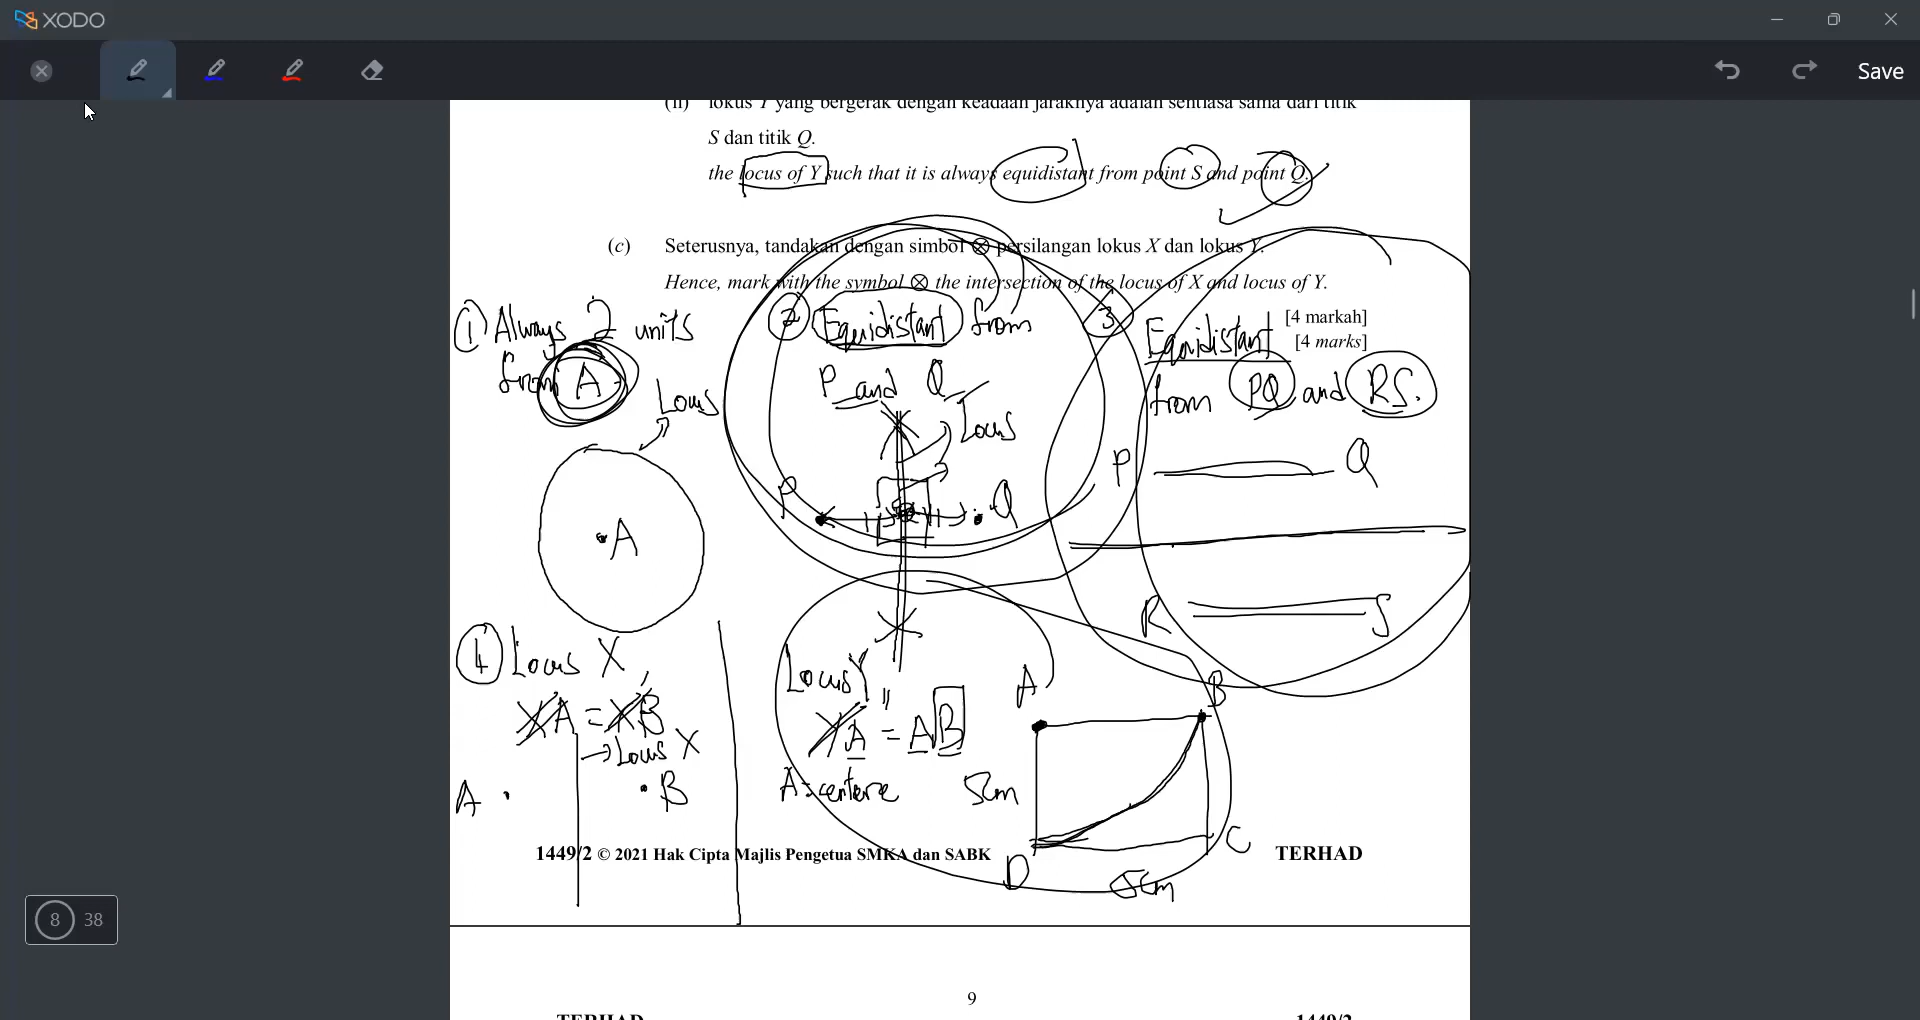 XODO
Save
(ii) lokus Y yang bergerak dengan keadaan jaraknya adalah sentiasa sama dari titik
S dan titik Q.
the locus of Y such that it is always equidistant from point S and point Q.
(c) Seterusnya, tandakan dengan simbol ⊗ persilangan lokus X dan lokus Y.
Hence, mark with the symbol ⊗ the intersection of the locus of X and locus of Y.
[4 markah]
[4 marks]
① Always 2 units
from A
Locus
A
② Equidistant from
P and Q
Locus
P Q
③ Equidistant
from PQ and RS.
P Q
R S
④ Locus X
XA = XB
→ Locus X
A B
Locus Y
YA = AB
A = centre
A B
5cm
D C
5cm
1449/2 © 2021 Hak Cipta Majlis Pengetua SMKA dan SABK TERHAD
8 38
9
TERHAD 1449/2